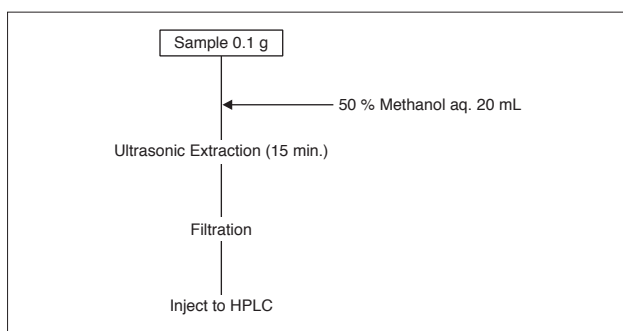 Sample 0.1 g
50 % Methanol aq. 20 mL
Ultrasonic Extraction (15 min.)
Filtration
Inject to HPLC